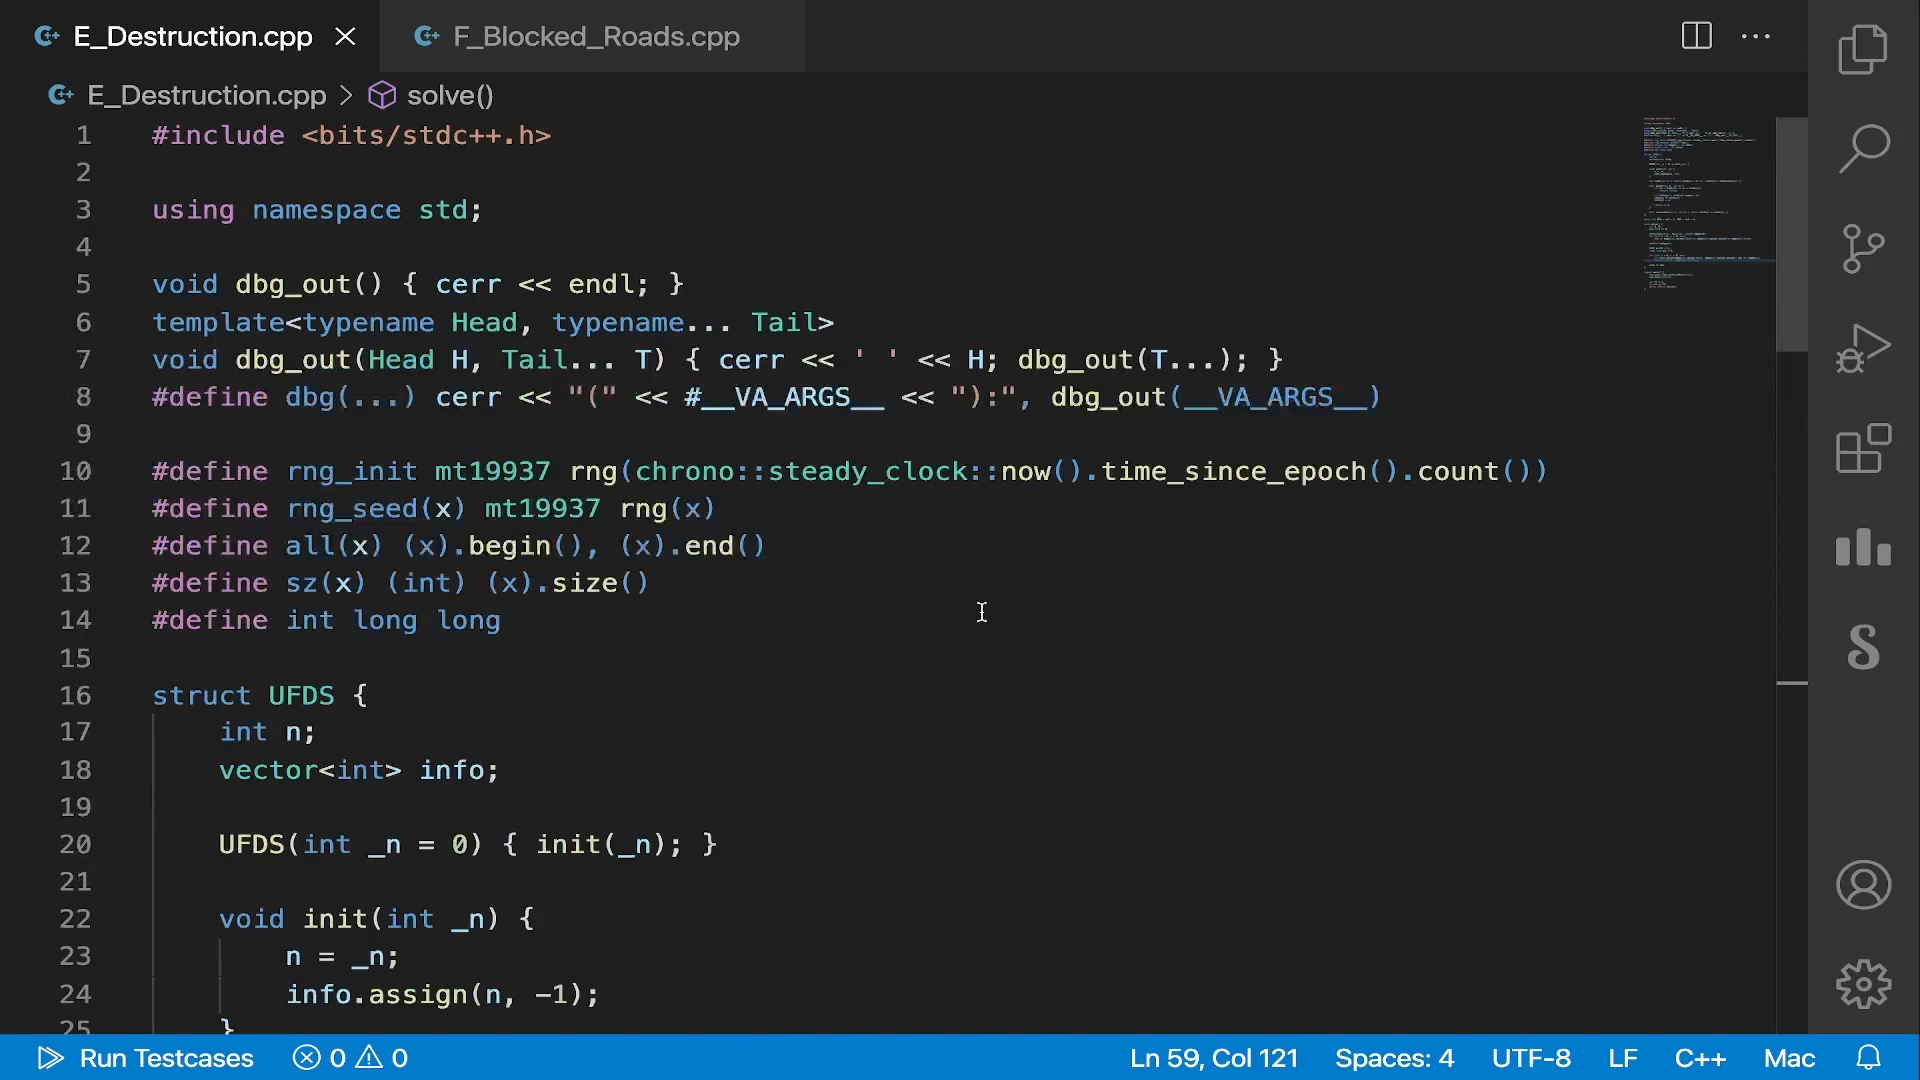 E_Destruction.cpp F_Blocked_Roads.cpp ...
E_Destruction.cpp > solve()
1 #include <bits/stdc++.h>
2
3 using namespace std;
4
5 void dbg_out() { cerr << endl; }
6 template<typename Head, typename... Tail>
7 void dbg_out(Head H, Tail... T) { cerr << ' ' << H; dbg_out(T...); }
8 #define dbg(...) cerr << "(" << #__VA_ARGS__ << "):", dbg_out(__VA_ARGS__)
9
10 #define rng_init mt19937 rng(chrono::steady_clock::now().time_since_epoch().count())
11 #define rng_seed(x) mt19937 rng(x)
12 #define all(x) (x).begin(), (x).end()
13 #define sz(x) (int) (x).size()
14 #define int long long
15
16 struct UFDS {
17 int n;
18 vector<int> info;
19
20 UFDS(int _n = 0) { init(_n); }
21
22 void init(int _n) {
23 n = _n;
24 info.assign(n, -1);
25 }
Run Testcases 0 0 Ln 59, Col 121 Spaces: 4 UTF-8 LF C++ Mac